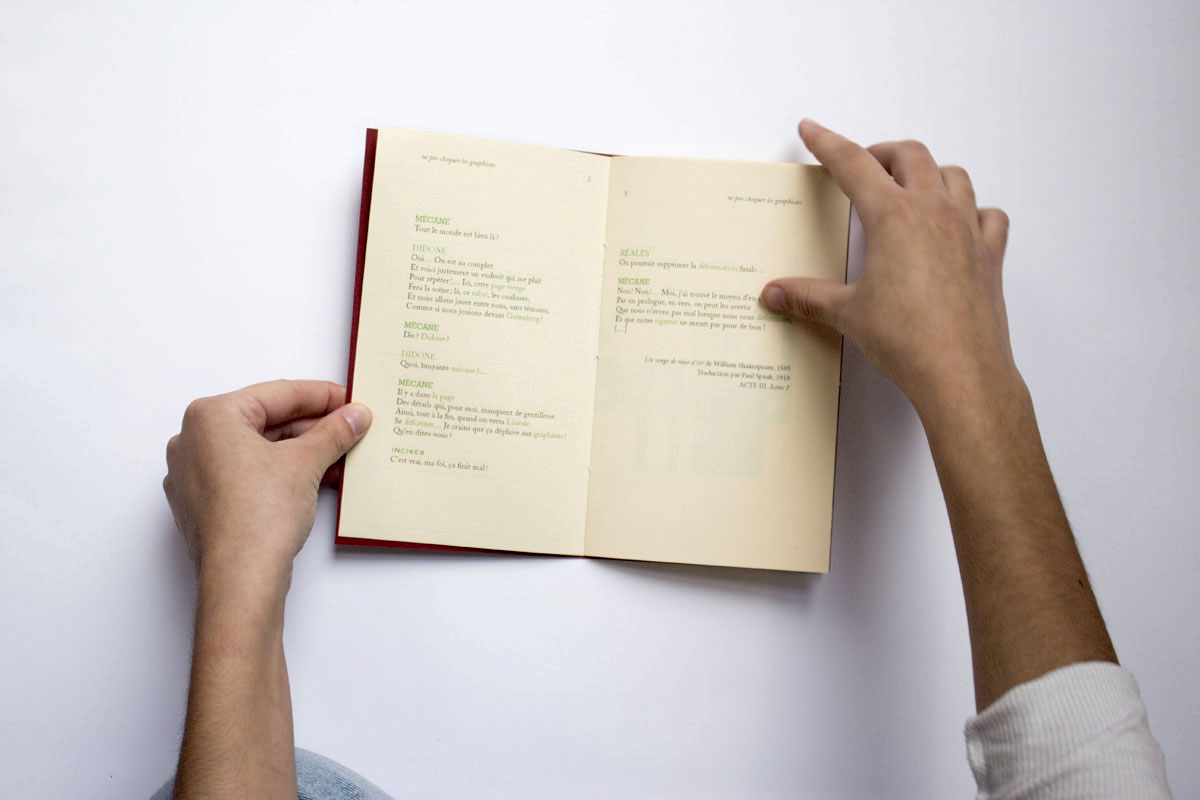 ne pas choquer les graphistes
2
MÉCANE
Tout le monde est bien là ?
DIDONE
Oui… On est au complet.
Et voici justement un endroit qui me plaît
Pour répéter !… Ici, cette page vierge
Fera la scène ; là, ce rabat, les coulisses ;
Et nous allons jouer entre nous, sans témoins,
Comme si nous jouions devant Gutenberg !
MÉCANE
Dis ? Didone ?
DIDONE
Quoi, bruyante mécane ?…
MÉCANE
Il y a dans la page
Des détails qui, pour moi, manquent de gentillesse.
Ainsi, tout à la fin, quand on verra Linéale
Se déformer… Je crains que ça déplaise aux graphistes !
Qu'en dites-vous ?
INCISES
C'est vrai, ma foi, ça finit mal !
3
ne pas choquer les graphistes
RÉALES
On pourrait supprimer la déformation finale…
MÉCANE
Non ! Non !… Moi, j'ai trouvé le moyen d'en
Par un prologue, en vers, on peut les avertir
Que nous n'avons pas mal lorsque nous nous
Et que notre ne meurt pas pour de bon !
[…]
Un songe de nuit d'été de William Shakespeare, 1595
Traduction par Paul Spaak, 1919
ACTE III. Scène I